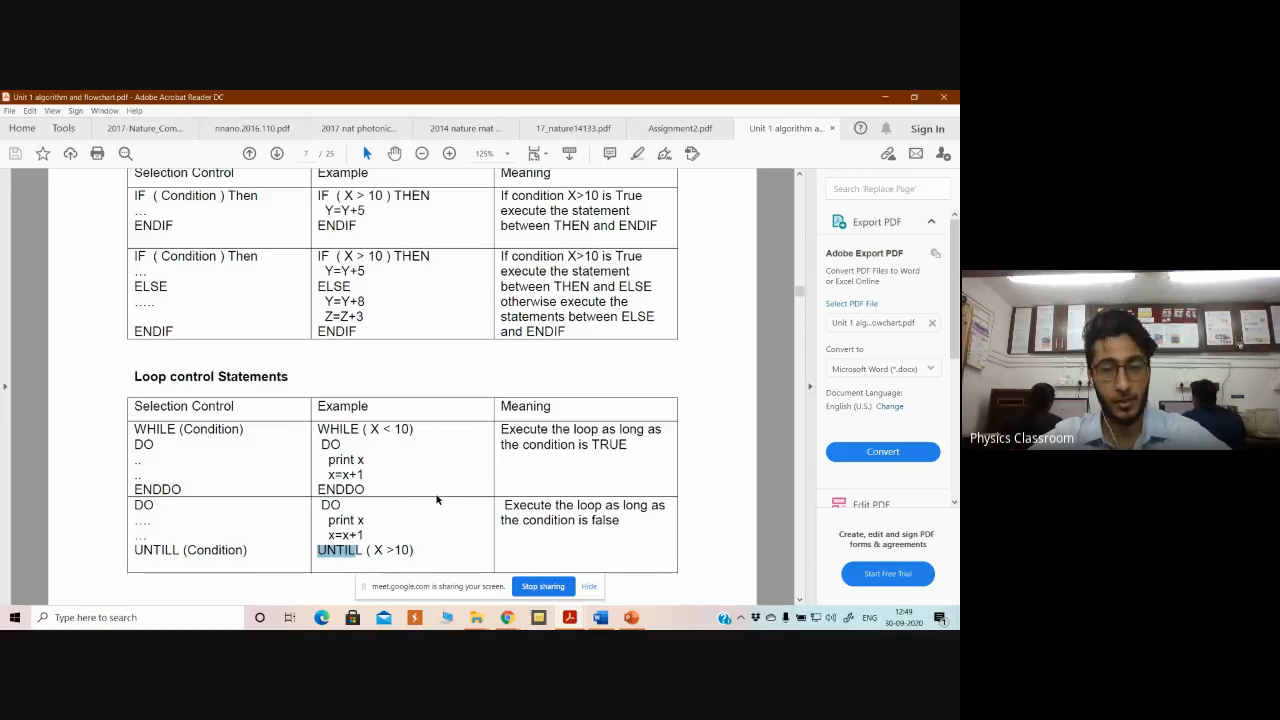 Unit 1 algorithm and flowchart.pdf - Adobe Acrobat Reader DC
File Edit View Sign Window Help
Home Tools 2017-Nature_Com... nnano.2016.110.pdf 2017 nat photonic... 2014 nature mat ... 17_nature14133.pdf Assignment2.pdf Unit 1 algorithm a... × Sign In
7 / 25 125%
Selection Control Example Meaning
IF ( Condition ) Then IF ( X > 10 ) THEN If condition X>10 is True
… Y=Y+5 execute the statement
ENDIF ENDIF between THEN and ENDIF
IF ( Condition ) Then IF ( X > 10 ) THEN If condition X>10 is True
… Y=Y+5 execute the statement
ELSE ELSE between THEN and ELSE
….. Y=Y+8 otherwise execute the
Z=Z+3 statements between ELSE
ENDIF ENDIF and ENDIF
Loop control Statements
Selection Control Example Meaning
WHILE (Condition) WHILE ( X < 10) Execute the loop as long as
DO DO the condition is TRUE
.. print x
.. x=x+1
ENDDO ENDDO
DO DO Execute the loop as long as
…. print x the condition is false
… x=x+1
UNTILL (Condition) UNTILL ( X >10)
Search 'Replace Page'
Export PDF
Adobe Export PDF
Convert PDF Files to Word
or Excel Online
Select PDF File
Unit 1 alg...owchart.pdf
Convert to
Microsoft Word (*.docx)
Document Language:
English (U.S.) Change
Convert
Edit PDF
Create, edit and sign PDF
forms & agreements
Start Free Trial
meet.google.com is sharing your screen. Stop sharing Hide
Type here to search
ENG
12:49
30-09-2020
Physics Classroom